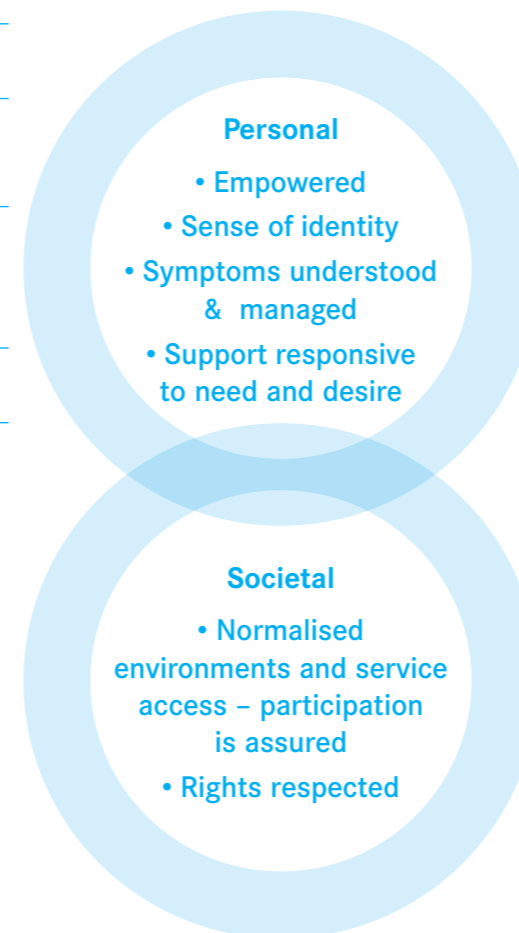 Personal
• Empowered
• Sense of identity
• Symptoms understood
& managed
• Support responsive
to need and desire
Societal
• Normalised
environments and service
access – participation
is assured
• Rights respected